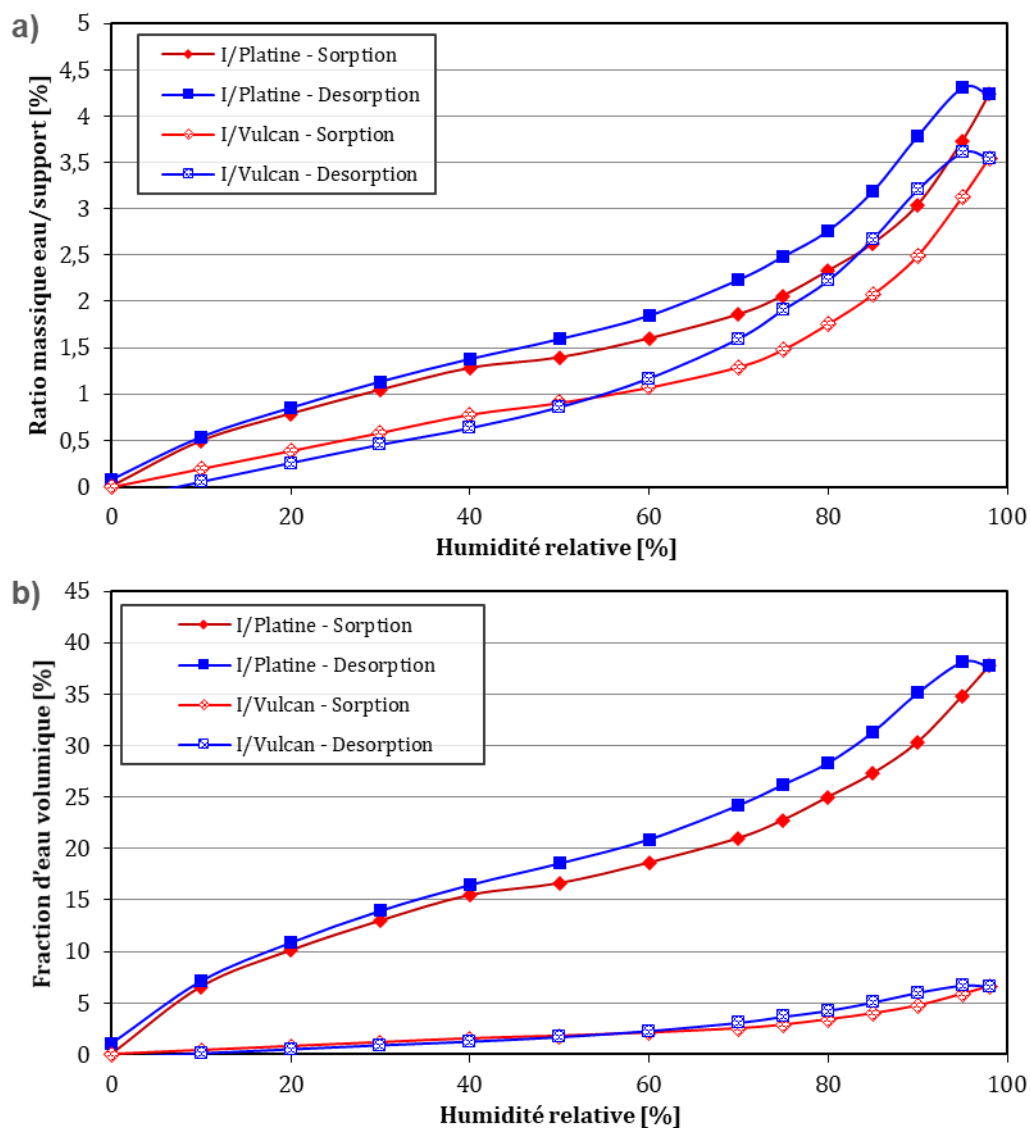 a)
Ratio massique eau/support [%]
5
4,5
4
3,5
3
2,5
2
1,5
1
0,5
0
I/Platine - Sorption
I/Platine - Desorption
I/Vulcan - Sorption
I/Vulcan - Desorption
0 20 40 60 80 100
Humidité relative [%]
b)
Fraction d'eau volumique [%]
45
40
35
30
25
20
15
10
5
0
I/Platine - Sorption
I/Platine - Desorption
I/Vulcan - Sorption
I/Vulcan - Desorption
0 20 40 60 80 100
Humidité relative [%]